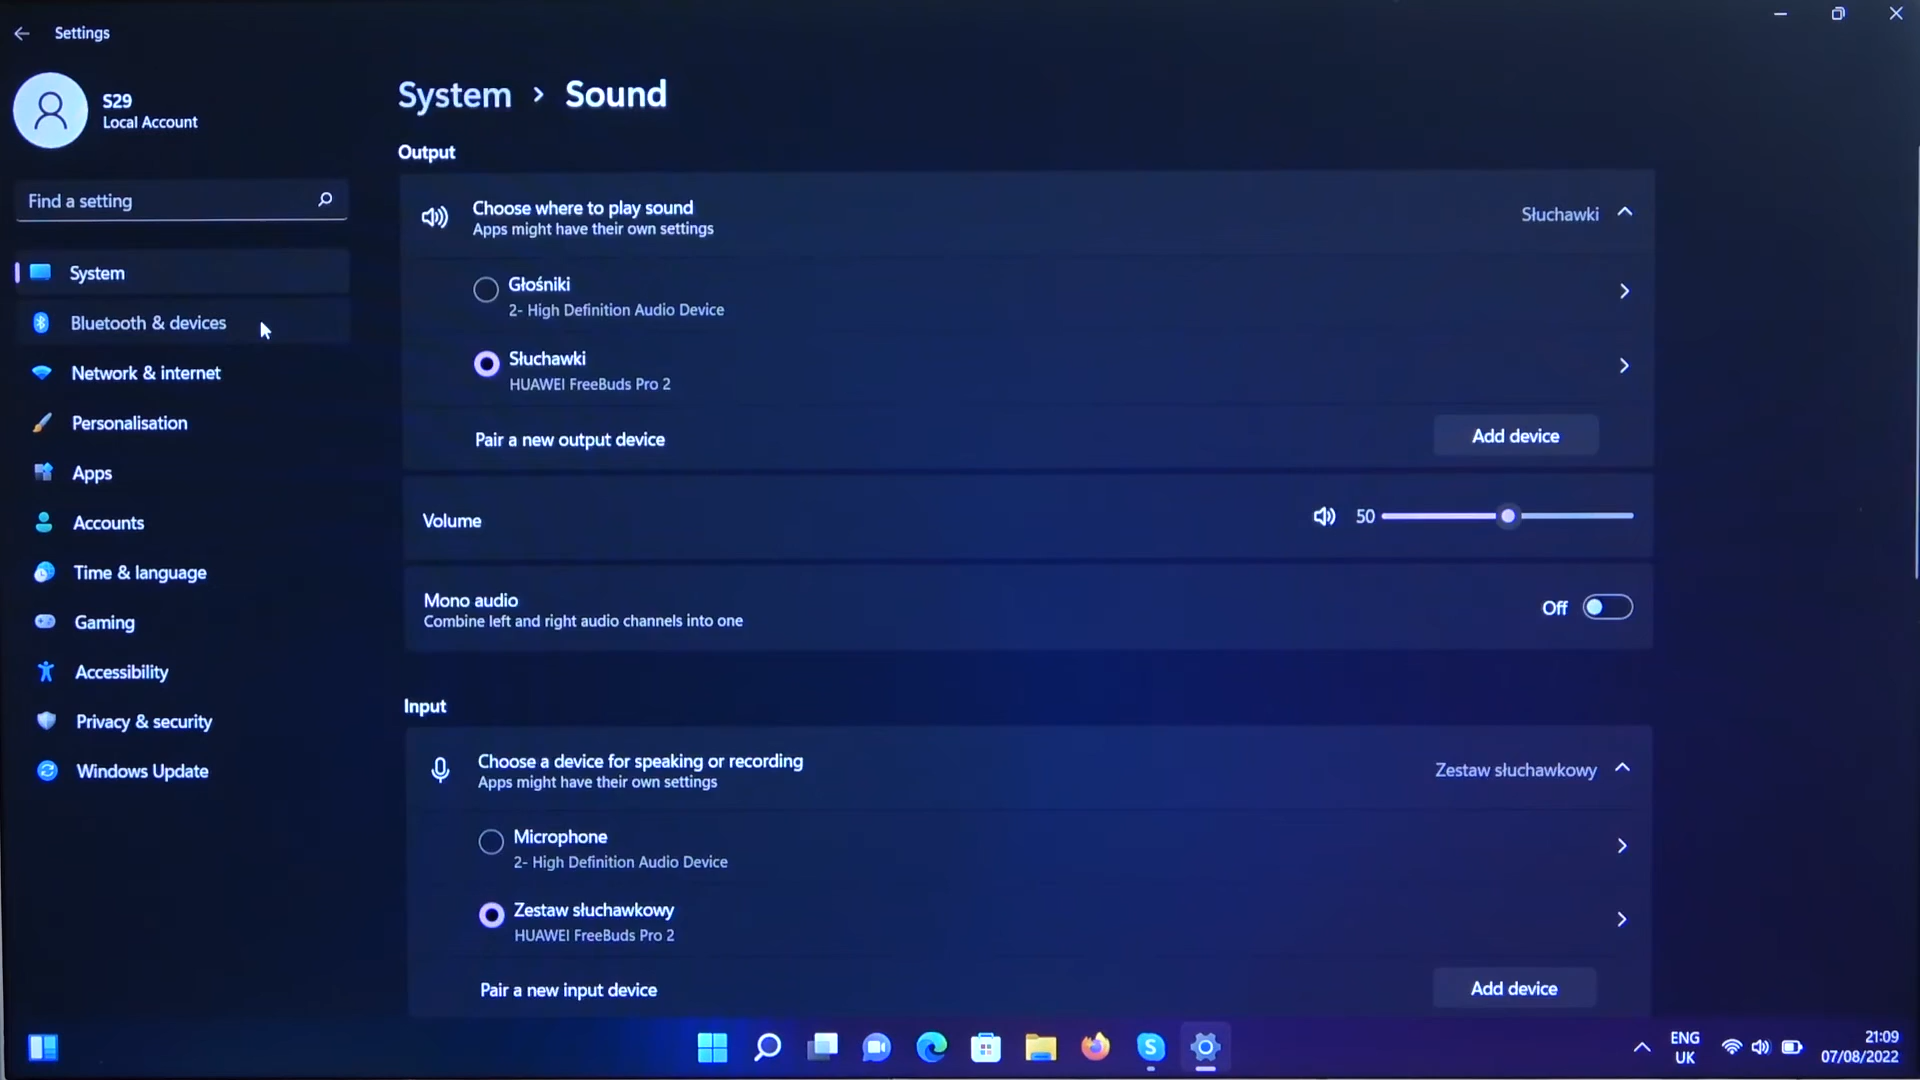 Settings
S29
Local Account
Find a setting
System
Bluetooth & devices
Network & internet
Personalisation
Apps
Accounts
Time & language
Gaming
Accessibility
Privacy & security
Windows Update
System > Sound
Output
Choose where to play sound
Apps might have their own settings
Słuchawki
Głośniki
2- High Definition Audio Device
Słuchawki
HUAWEI FreeBuds Pro 2
Pair a new output device
Add device
Volume
50
Mono audio
Combine left and right audio channels into one
Off
Input
Choose a device for speaking or recording
Apps might have their own settings
Zestaw słuchawkowy
Microphone
2- High Definition Audio Device
Zestaw słuchawkowy
HUAWEI FreeBuds Pro 2
Pair a new input device
Add device
S
ENG
UK
21:09
07/08/2022